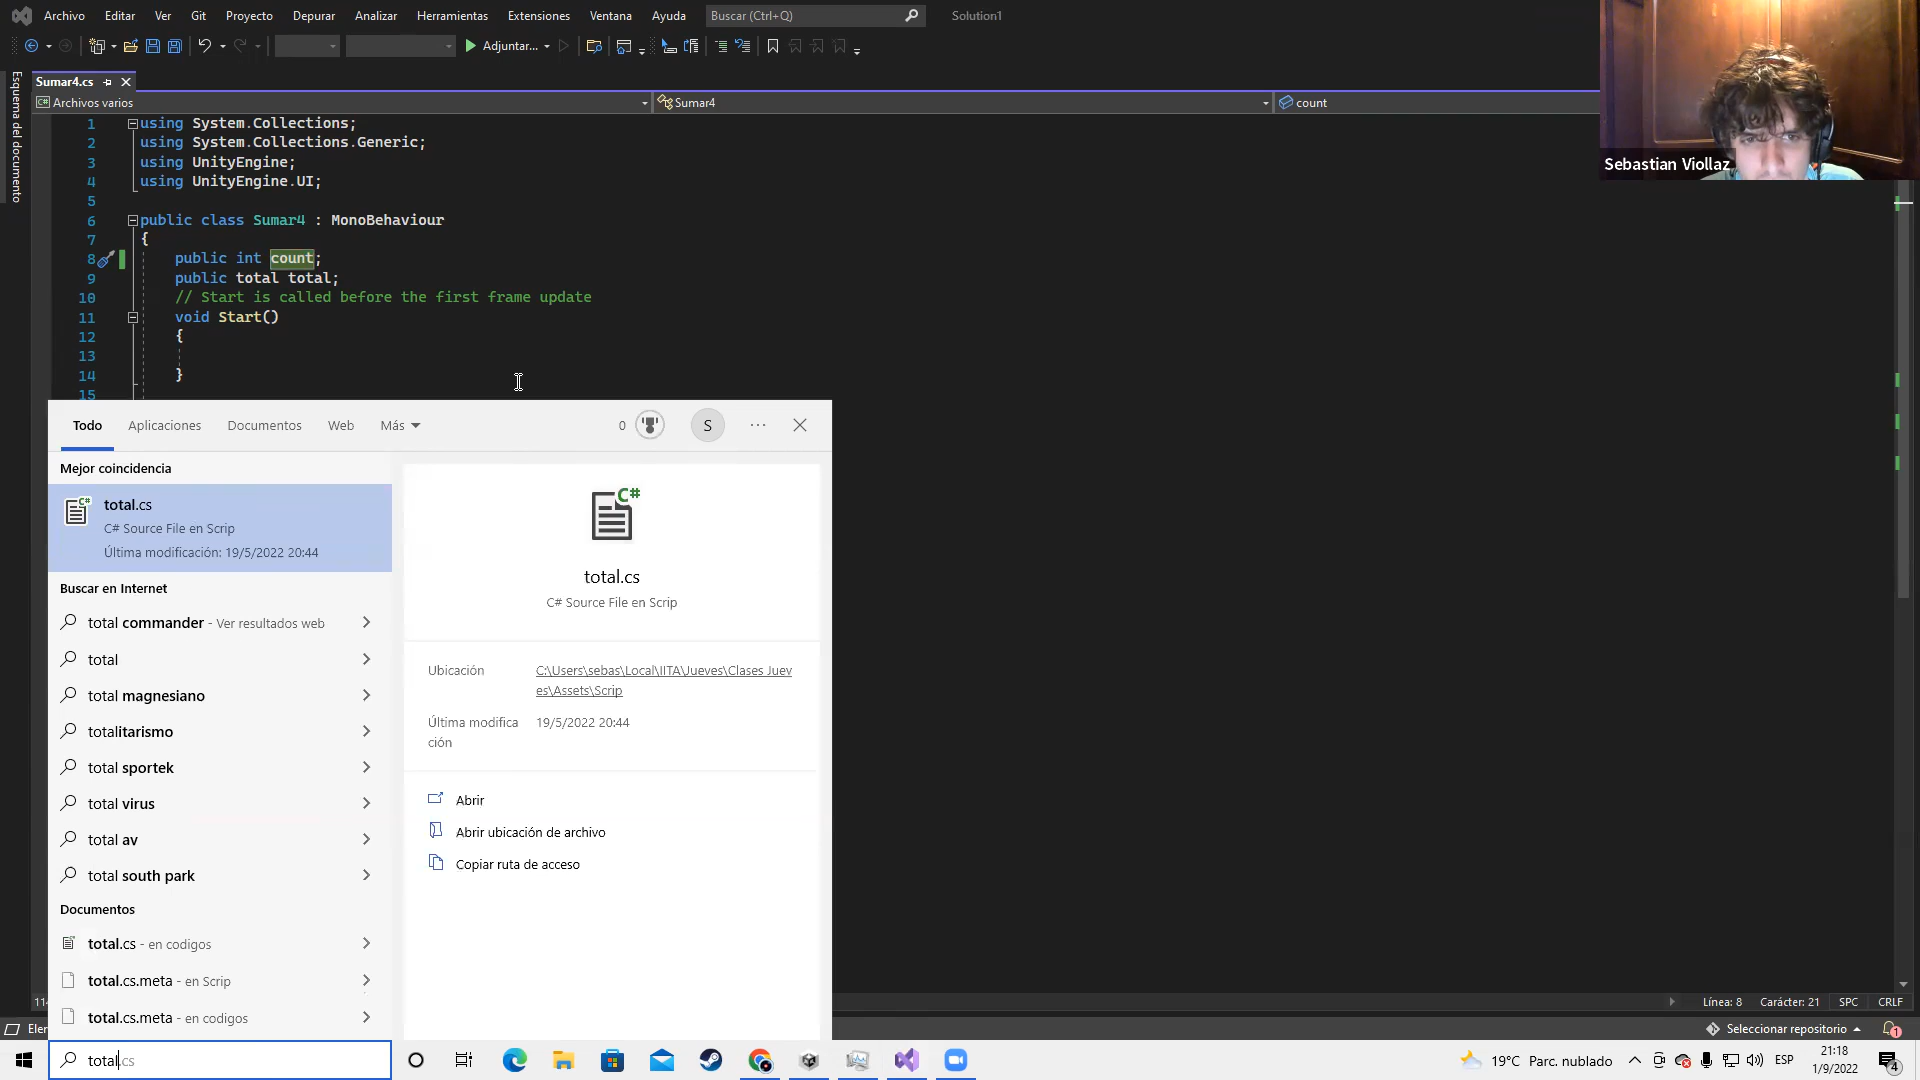 Archivo Editar Ver Git Proyecto Depurar Analizar Herramientas Extensiones Ventana Ayuda Buscar (Ctrl+Q) Solution1
Adjuntar...
Esquema del documento
Sumar4.cs
Archivos varios Sumar4 count
Sebastian Viollaz
1 using System.Collections;
2 using System.Collections.Generic;
3 using UnityEngine;
4 using UnityEngine.UI;
5
6 public class Sumar4 : MonoBehaviour
7 {
8 public int count;
9 public total total;
10 // Start is called before the first frame update
11 void Start()
12 {
13
14 }
15
Todo Aplicaciones Documentos Web Más 0 S ...
Mejor coincidencia
total.cs
C# Source File en Scrip
Última modificación: 19/5/2022 20:44
Buscar en Internet
total commander - Ver resultados web
total
total magnesiano
totalitarismo
total sportek
total virus
total av
total south park
Documentos
total.cs - en codigos
total.cs.meta - en Scrip
total.cs.meta - en codigos
C#
total.cs
C# Source File en Scrip
Ubicación C:\Users\sebas\Local\IITA\Jueves\Clases Juev
es\Assets\Scrip
Última modifica 19/5/2022 20:44
ción
Abrir
Abrir ubicación de archivo
Copiar ruta de acceso
Línea: 8 Carácter: 21 SPC CRLF
Seleccionar repositorio 1
total.cs
19°C Parc. nublado ESP 21:18
1/9/2022 4